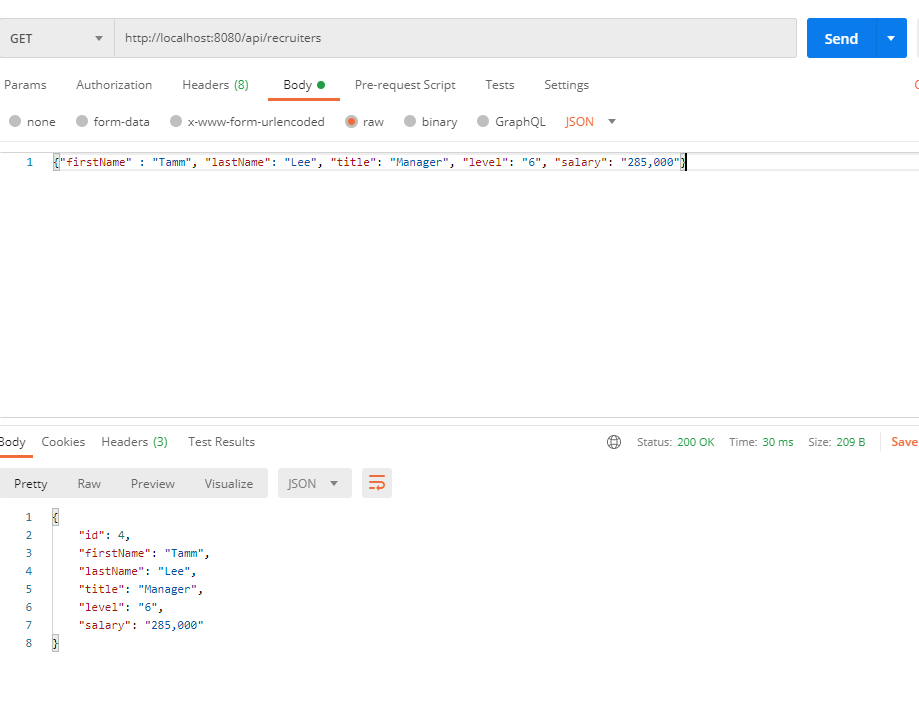 GET http://localhost:8080/api/recruiters Send
Params Authorization Headers (8) Body Pre-request Script Tests Settings
none form-data x-www-form-urlencoded raw binary GraphQL JSON
1 {"firstName" : "Tamm", "lastName": "Lee", "title": "Manager", "level": "6", "salary": "285,000"}
Body Cookies Headers (3) Test Results Status: 200 OK Time: 30 ms Size: 209 B Save
Pretty Raw Preview Visualize JSON
1 {
2 "id": 4,
3 "firstName": "Tamm",
4 "lastName": "Lee",
5 "title": "Manager",
6 "level": "6",
7 "salary": "285,000"
8 }